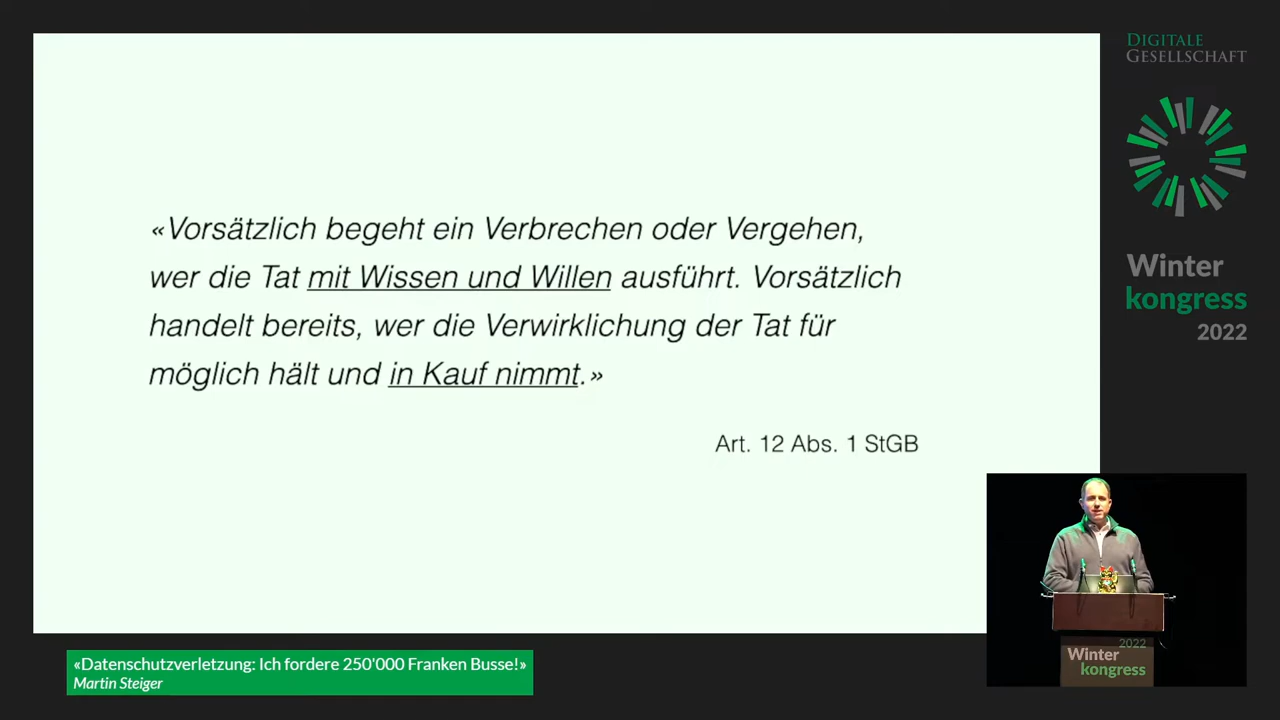 DIGITALE
GESELLSCHAFT
Winter
kongress
2022
«Vorsätzlich begeht ein Verbrechen oder Vergehen,
wer die Tat mit Wissen und Willen ausführt. Vorsätzlich
handelt bereits, wer die Verwirklichung der Tat für
möglich hält und in Kauf nimmt.»
Art. 12 Abs. 1 StGB
2022
Winter
kongress
«Datenschutzverletzung: Ich fordere 250'000 Franken Busse!»
Martin Steiger